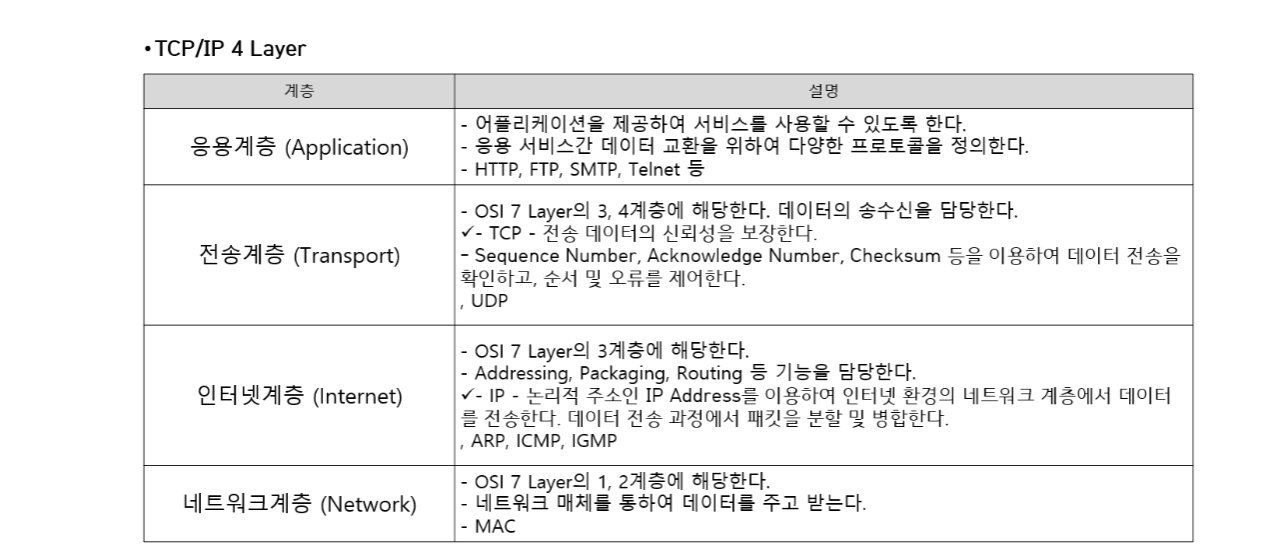 •TCP/IP 4 Layer
계층
설명
응용계층 (Application)
- 어플리케이션을 제공하여 서비스를 사용할 수 있도록 한다.
- 응용 서비스간 데이터 교환을 위하여 다양한 프로토콜을 정의한다.
- HTTP, FTP, SMTP, Telnet 등
전송계층 (Transport)
- OSI 7 Layer의 3, 4계층에 해당한다. 데이터의 송수신을 담당한다.
✓- TCP - 전송 데이터의 신뢰성을 보장한다.
- Sequence Number, Acknowledge Number, Checksum 등을 이용하여 데이터 전송을
확인하고, 순서 및 오류를 제어한다.
, UDP
인터넷계층 (Internet)
- OSI 7 Layer의 3계층에 해당한다.
- Addressing, Packaging, Routing 등 기능을 담당한다.
✓- IP - 논리적 주소인 IP Address를 이용하여 인터넷 환경의 네트워크 계층에서 데이터
를 전송한다. 데이터 전송 과정에서 패킷을 분할 및 병합한다.
, ARP, ICMP, IGMP
네트워크계층 (Network)
- OSI 7 Layer의 1, 2계층에 해당한다.
- 네트워크 매체를 통하여 데이터를 주고 받는다.
- MAC